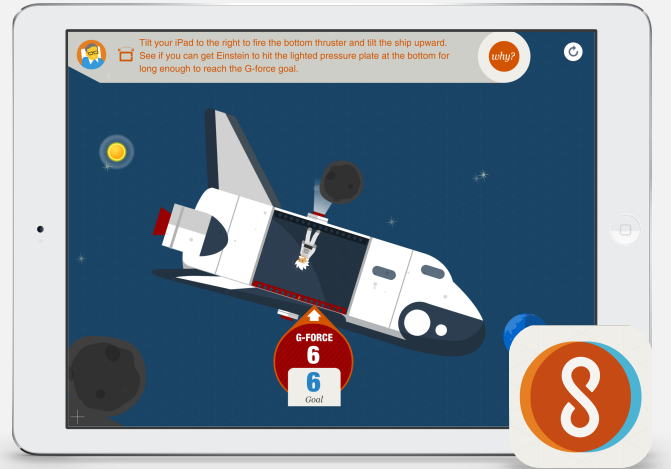 Tilt your iPad to the right to fire the bottom thruster and tilt the ship upward.
See if you can get Einstein to hit the lighted pressure plate at the bottom for
long enough to reach the G-force goal.
why?
G-FORCE
6
6
Goal